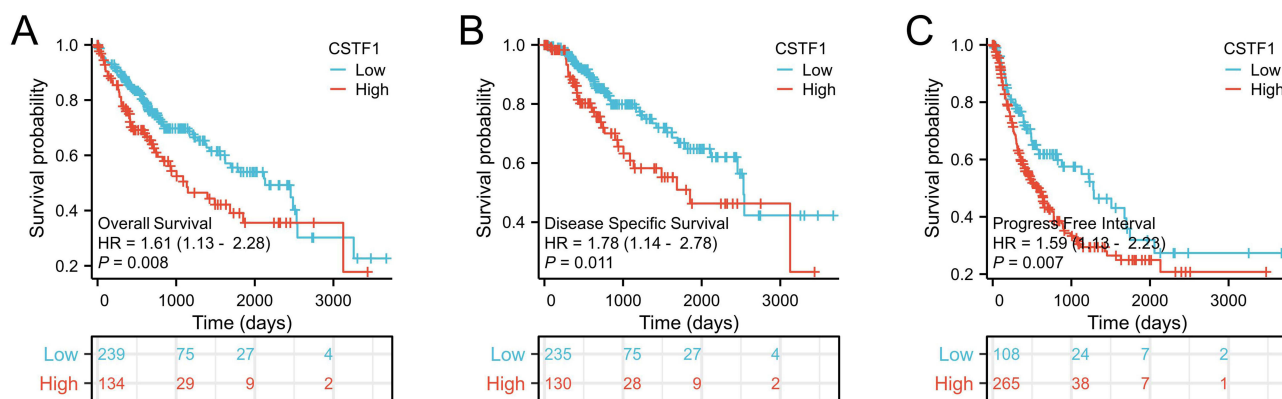 A
Survival probability
1.0
0.8
0.6
0.4
0.2
CSTF1
Low
High
Overall Survival
HR = 1.61 (1.13 - 2.28)
P = 0.008
0 1000 2000 3000
Time (days)
Low 239 75 27 4
High 134 29 9 2
B
Survival probability
1.0
0.8
0.6
0.4
CSTF1
Low
High
Disease Specific Survival
HR = 1.78 (1.14 - 2.78)
P = 0.011
0 1000 2000 3000
Time (days)
Low 235 75 27 4
High 130 28 9 2
C
Survival probability
1.0
0.8
0.6
0.4
0.2
CSTF1
Low
High
Progress Free Interval
HR = 1.59 (1.13 - 2.23)
P = 0.007
0 1000 2000 3000
Time (days)
Low 108 24 7 2
High 265 38 7 1